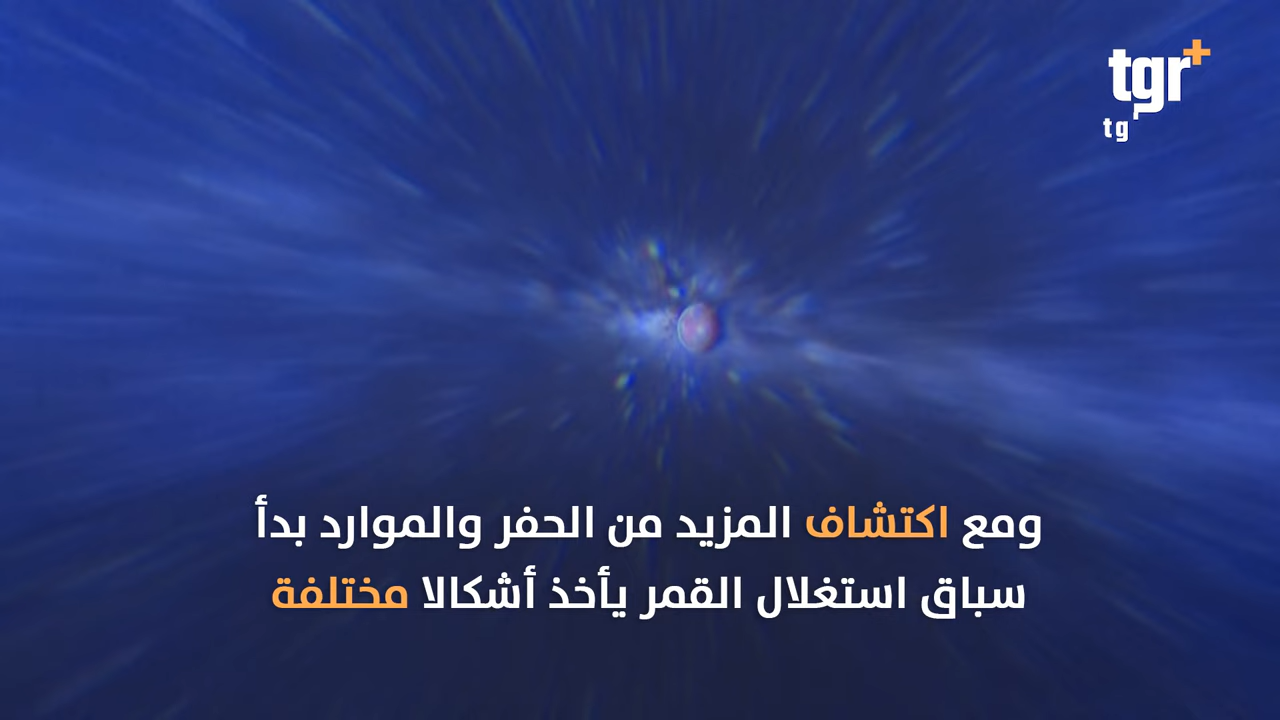 tgr+
tg
ومع اكتشاف المزيد من الحفر والموارد بدأ
سباق استغلال القمر يأخذ أشكالا مختلفة